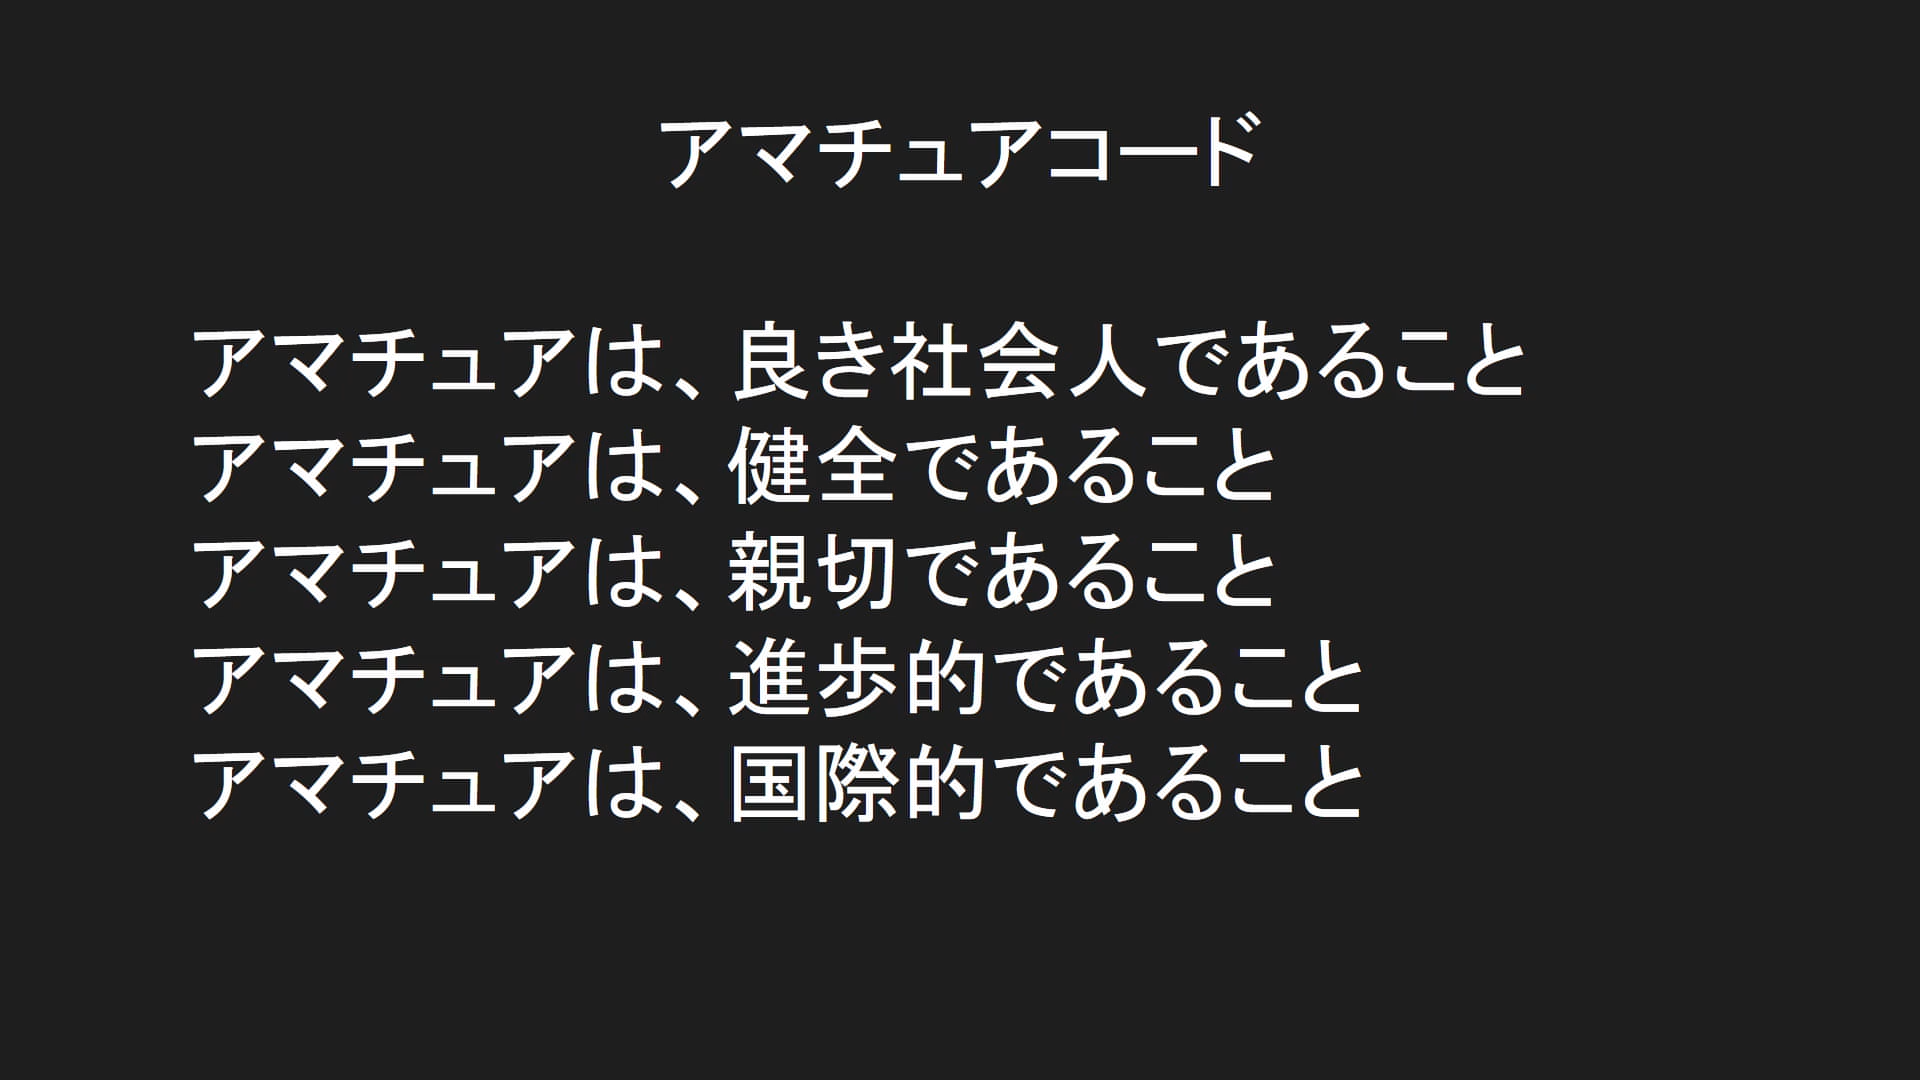 アマチュアコード
アマチュアは、良き社会人であること
アマチュアは、健全であること
アマチュアは、親切であること
アマチュアは、進歩的であること
アマチュアは、国際的であること